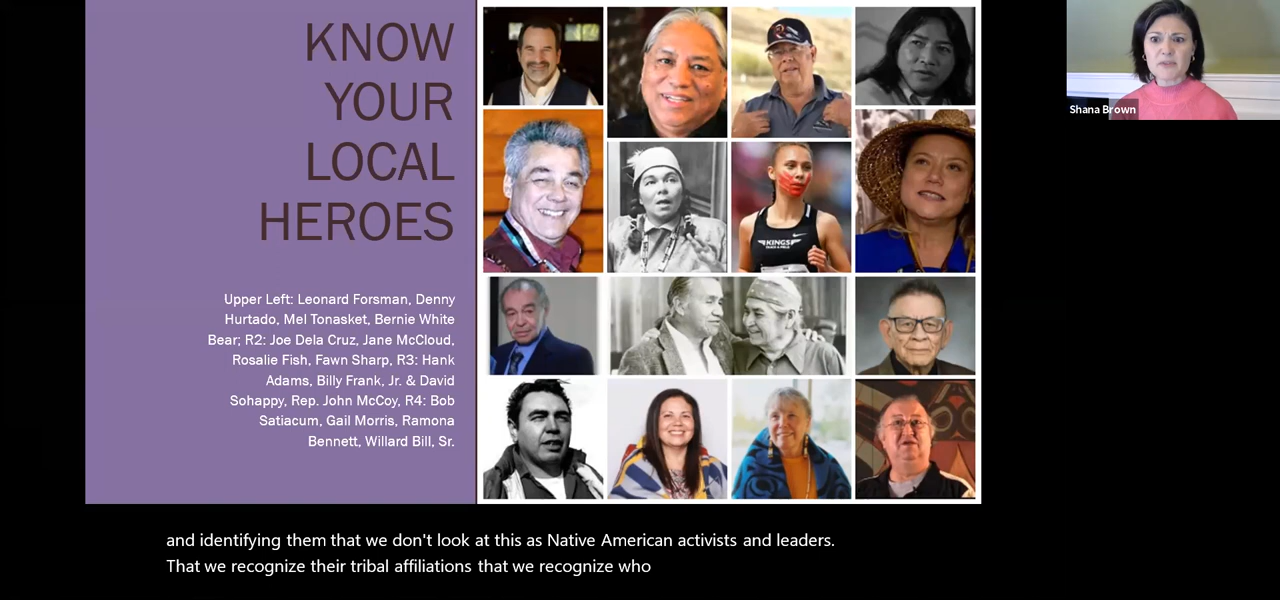 KNOW
YOUR
LOCAL
HEROES
Upper Left: Leonard Forsman, Denny
Hurtado, Mel Tonasket, Bernie White
Bear; R2: Joe Dela Cruz, Jane McCloud,
Rosalie Fish, Fawn Sharp, R3: Hank
Adams, Billy Frank, Jr. & David
Sohappy, Rep. John McCoy, R4: Bob
Satiacum, Gail Morris, Ramona
Bennett, Willard Bill, Sr.
KINGS
Shana Brown
and identifying them that we don't look at this as Native American activists and leaders.
That we recognize their tribal affiliations that we recognize who